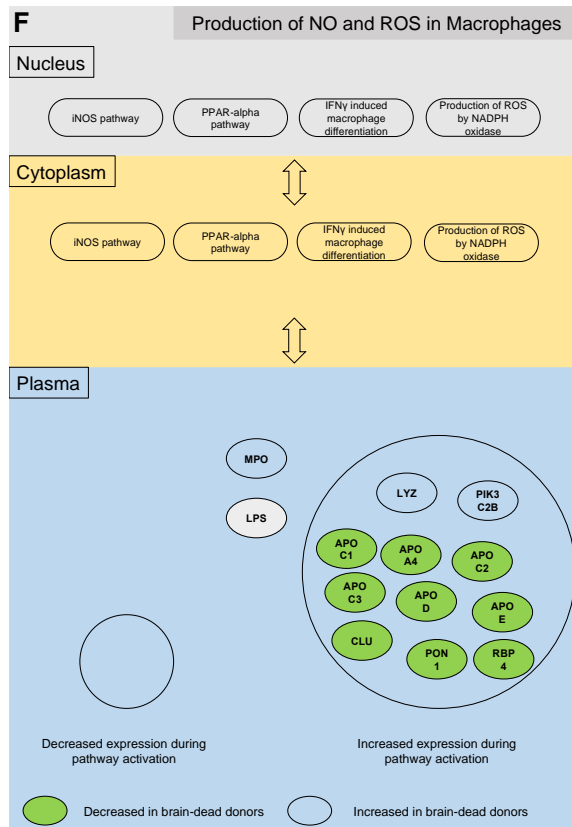 F
Production of NO and ROS in Macrophages
Nucleus
iNOS pathway
PPAR-alpha
pathway
IFNγ induced
macrophage
differentiation
Production of ROS
by NADPH
oxidase
Cytoplasm
iNOS pathway
PPAR-alpha
pathway
IFNγ induced
macrophage
differentiation
Production of ROS
by NADPH
oxidase
Plasma
MPO
LPS
LYZ
PIK3
C2B
APO
C1
APO
A4
APO
C2
APO
C3
APO
D
APO
E
CLU
PON
1
RBP
4
Decreased expression during
pathway activation
Increased expression during
pathway activation
Decreased in brain-dead donors
Increased in brain-dead donors